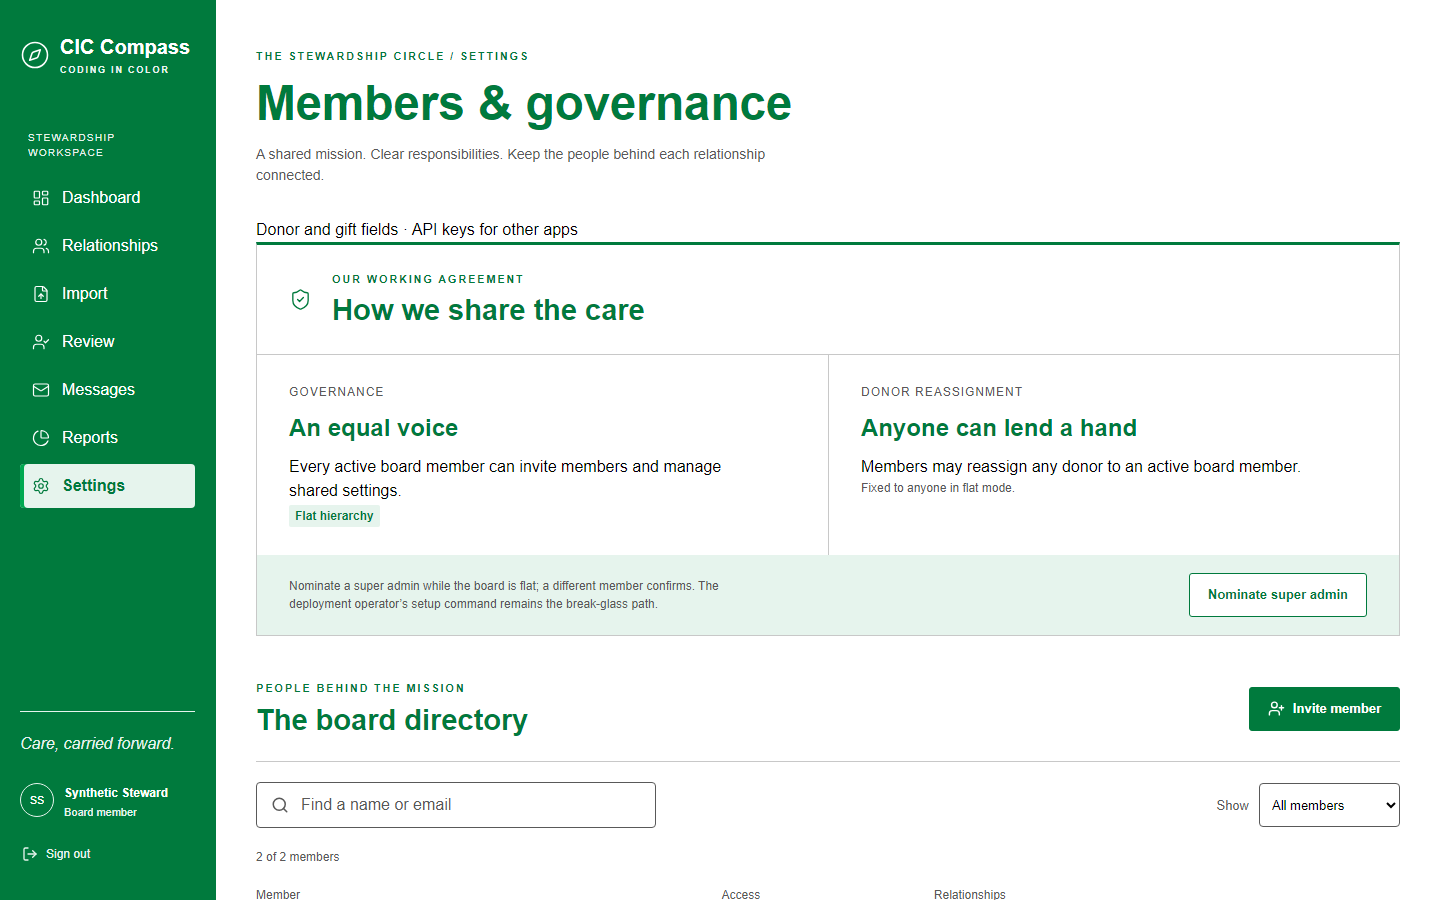 CIC Compass
CODING IN COLOR
STEWARDSHIP
WORKSPACE
Dashboard
Relationships
Import
Review
Messages
Reports
Settings
Care, carried forward.
SS
Synthetic Steward
Board member
Sign out
THE STEWARDSHIP CIRCLE / SETTINGS
Members & governance
A shared mission. Clear responsibilities. Keep the people behind each relationship
connected.
Donor and gift fields · API keys for other apps
OUR WORKING AGREEMENT
How we share the care
GOVERNANCE
An equal voice
Every active board member can invite members and manage
shared settings.
Flat hierarchy
DONOR REASSIGNMENT
Anyone can lend a hand
Members may reassign any donor to an active board member.
Fixed to anyone in flat mode.
Nominate a super admin while the board is flat; a different member confirms. The
deployment operator's setup command remains the break-glass path.
Nominate super admin
PEOPLE BEHIND THE MISSION
The board directory
Invite member
Find a name or email
Show
All members
2 of 2 members
Member
Access
Relationships